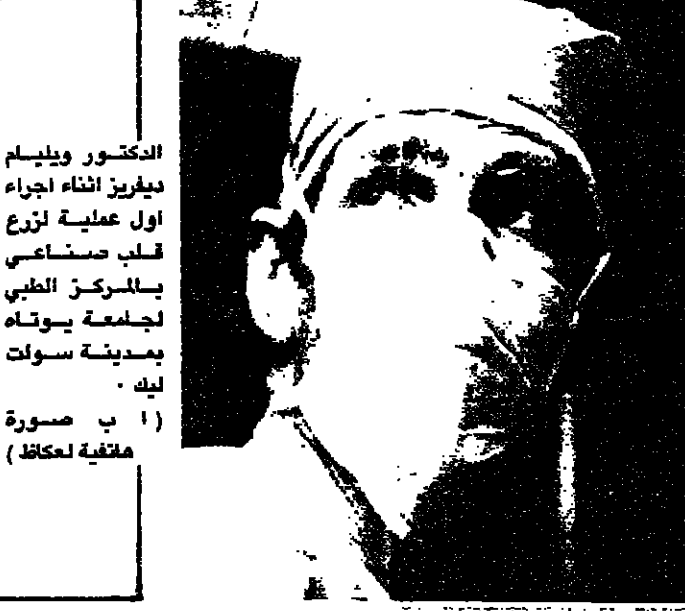 الدكتور ويليام
ديفريز اثناء اجراء
اول عملية لزرع
قلب صناعي
بالمركز الطبي
لجامعة يوتاه
بمدينة سولت
ليك .
( ا ب صورة
هاتفية لعكاظ )